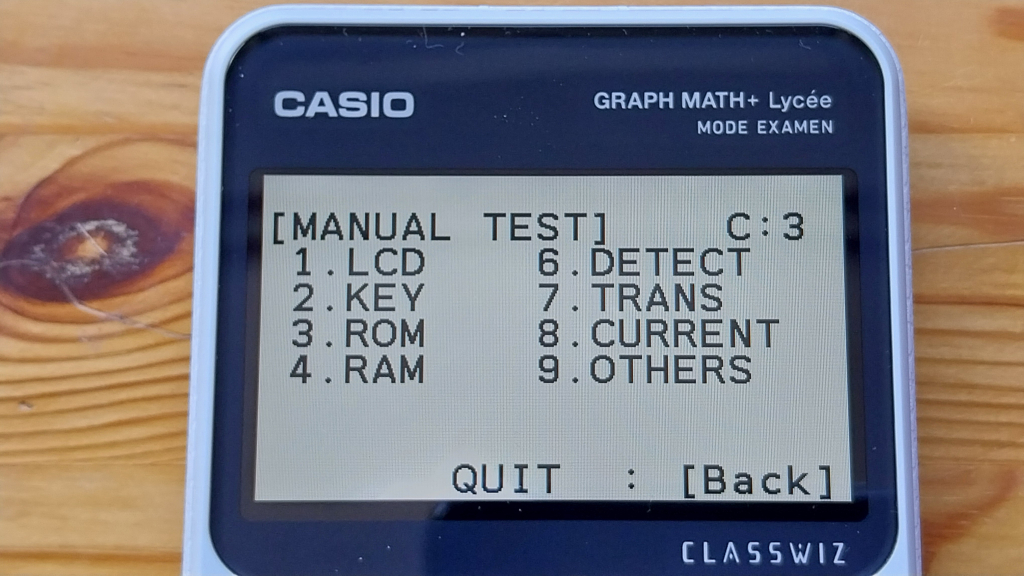 CASIO
GRAPH MATH+ Lycée
MODE EXAMEN
[MANUAL TEST] C:3
1.LCD 6.DETECT
2.KEY 7.TRANS
3.ROM 8.CURRENT
4.RAM 9.OTHERS
QUIT : [Back]
CLASSWIZ